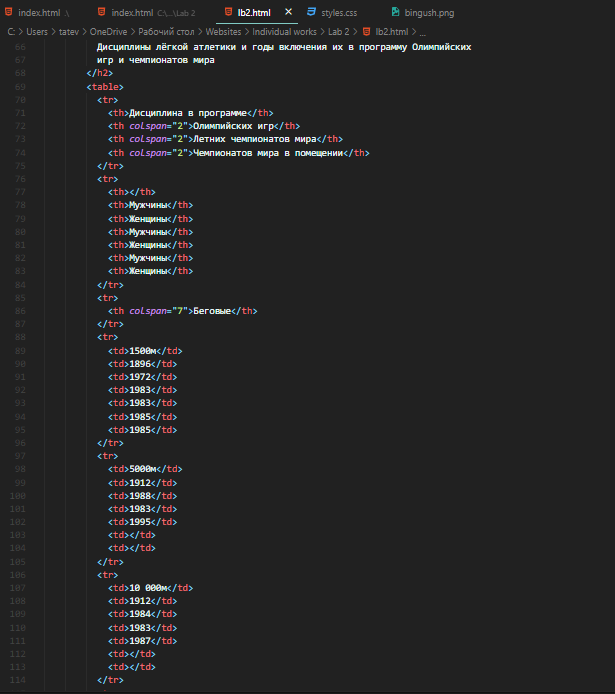 index.html .\ index.html C:\...\Lab 2 lb2.html × styles.css bingush.png
C: > Users > tatev > OneDrive > Рабочий стол > Websites > Individual works > Lab 2 > lb2.html > ...
66 Дисциплины лёгкой атлетики и годы включения их в программу Олимпийских
67 игр и чемпионатов мира
68 </h2>
69 <table>
70 <tr>
71 <th>Дисциплина в программе</th>
72 <th colspan="2">Олимпийских игр</th>
73 <th colspan="2">Летних чемпионатов мира</th>
74 <th colspan="2">Чемпионатов мира в помещении</th>
75 </tr>
76 <tr>
77 <th></th>
78 <th>Мужчины</th>
79 <th>Женщины</th>
80 <th>Мужчины</th>
81 <th>Женщины</th>
82 <th>Мужчины</th>
83 <th>Женщины</th>
84 </tr>
85 <tr>
86 <th colspan="7">Беговые</th>
87 </tr>
88 <tr>
89 <td>1500м</td>
90 <td>1896</td>
91 <td>1972</td>
92 <td>1983</td>
93 <td>1983</td>
94 <td>1985</td>
95 <td>1985</td>
96 </tr>
97 <tr>
98 <td>5000м</td>
99 <td>1912</td>
100 <td>1988</td>
101 <td>1983</td>
102 <td>1995</td>
103 <td></td>
104 <td></td>
105 </tr>
106 <tr>
107 <td>10 000м</td>
108 <td>1912</td>
109 <td>1984</td>
110 <td>1983</td>
111 <td>1987</td>
112 <td></td>
113 <td></td>
114 </tr>